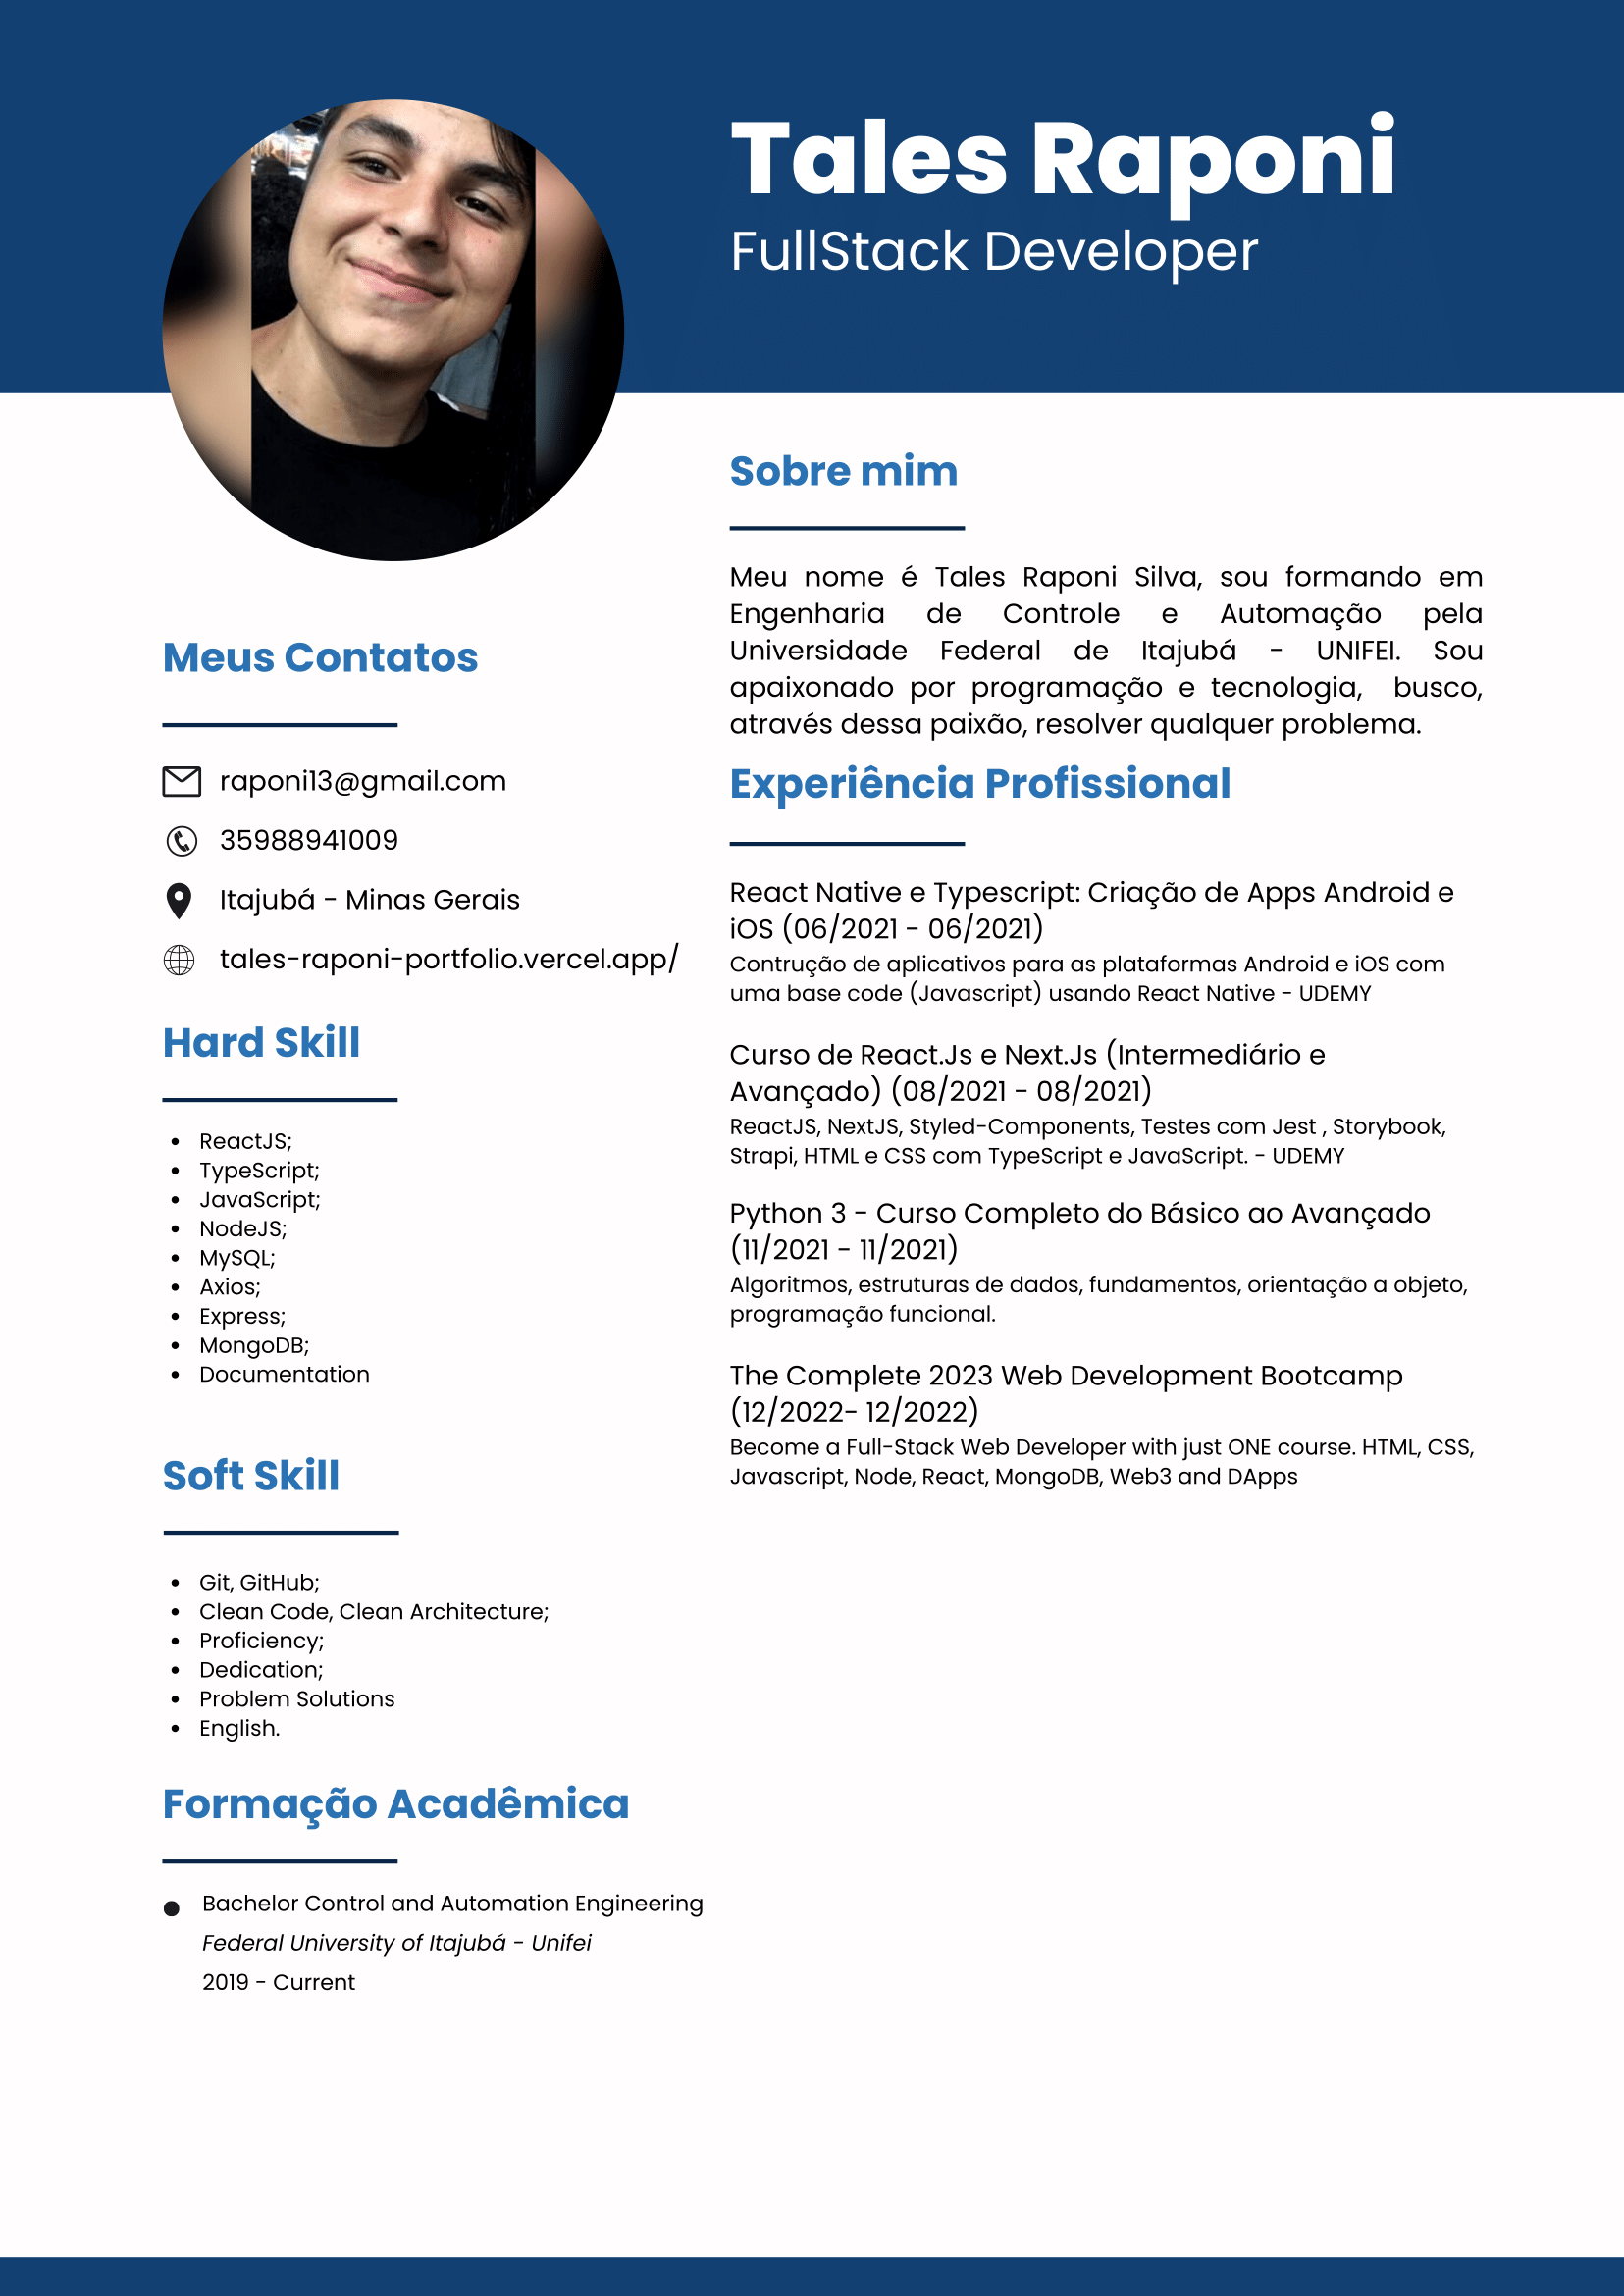 Tales Raponi
FullStack Developer
Meus Contatos
raponi13@gmail.com
35988941009
Itajubá - Minas Gerais
tales-raponi-portfolio.vercel.app/
Hard Skill
• ReactJS;
• TypeScript;
• JavaScript;
• NodeJS;
• MySQL;
• Axios;
• Express;
• MongoDB;
• Documentation
Soft Skill
• Git, GitHub;
• Clean Code, Clean Architecture;
• Proficiency;
• Dedication;
• Problem Solutions
• English.
Formação Acadêmica
• Bachelor Control and Automation Engineering
Federal University of Itajubá - Unifei
2019 - Current
Sobre mim
Meu nome é Tales Raponi Silva, sou formando em
Engenharia de Controle e Automação pela
Universidade Federal de Itajubá - UNIFEI. Sou
apaixonado por programação e tecnologia, busco,
através dessa paixão, resolver qualquer problema.
Experiência Profissional
React Native e Typescript: Criação de Apps Android e
iOS (06/2021 - 06/2021)
Contrução de aplicativos para as plataformas Android e iOS com
uma base code (Javascript) usando React Native - UDEMY
Curso de React.Js e Next.Js (Intermediário e
Avançado) (08/2021 - 08/2021)
ReactJS, NextJS, Styled-Components, Testes com Jest , Storybook,
Strapi, HTML e CSS com TypeScript e JavaScript. - UDEMY
Python 3 - Curso Completo do Básico ao Avançado
(11/2021 - 11/2021)
Algoritmos, estruturas de dados, fundamentos, orientação a objeto,
programação funcional.
The Complete 2023 Web Development Bootcamp
(12/2022- 12/2022)
Become a Full-Stack Web Developer with just ONE course. HTML, CSS,
Javascript, Node, React, MongoDB, Web3 and DApps